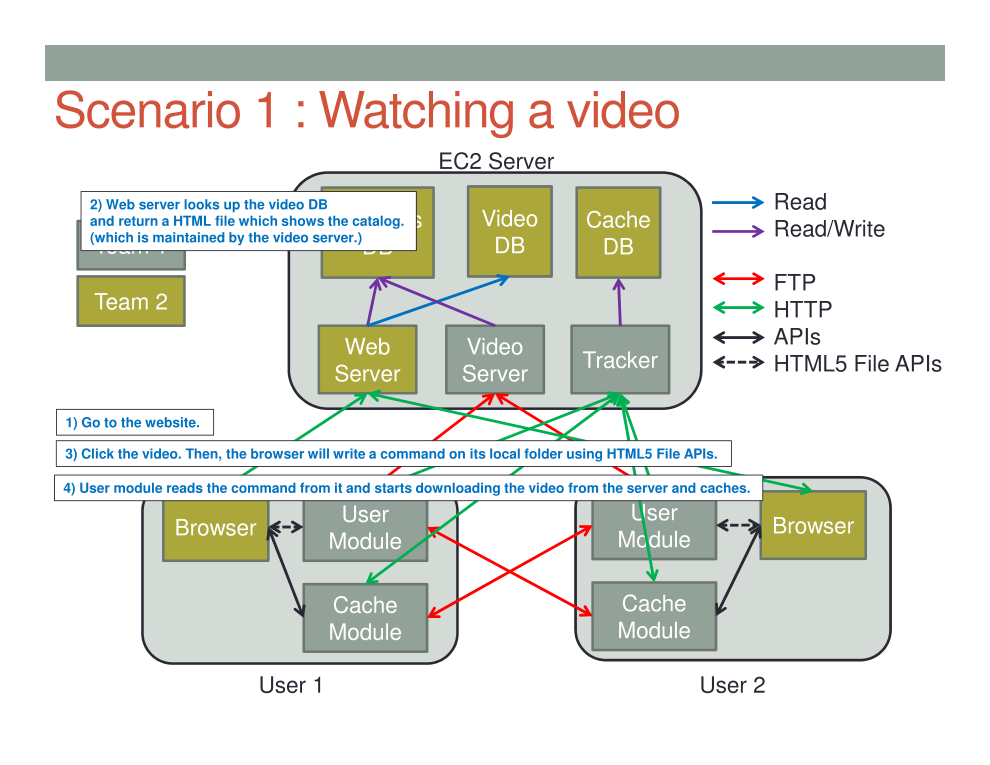 Scenario 1 : Watching a video
EC2 Server
2) Web server looks up the video DB
and return a HTML file which shows the catalog.
(which is maintained by the video server.)
Team 2
DB
Video
DB
Cache
DB
Read
Read/Write
FTP
HTTP
APIs
HTML5 File APIs
Web
Server
Video
Server
Tracker
1) Go to the website.
3) Click the video. Then, the browser will write a command on its local folder using HTML5 File APIs.
4) User module reads the command from it and starts downloading the video from the server and caches.
Browser
User
Module
Cache
Module
User
Module
Browser
Cache
Module
User 1
User 2